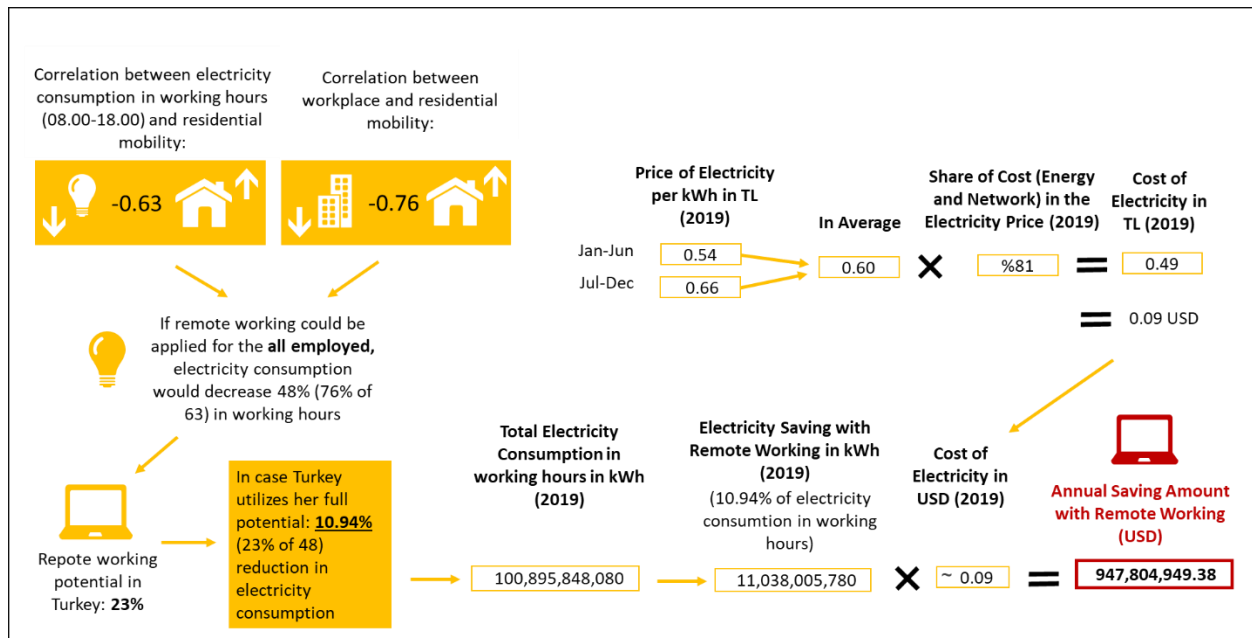 Correlation between electricity
consumption in working hours
(08.00-18.00) and residential
mobility:
-0.63
Correlation between
workplace and residential
mobility:
-0.76
If remote working could be
applied for the all employed,
electricity consumption
would decrease 48% (76% of
63) in working hours
Repote working
potential in
Turkey: 23%
In case Turkey
utilizes her full
potential: 10.94%
(23% of 48)
reduction in
electricity
consumption
Price of Electricity
per kWh in TL
(2019)
Jan-Jun
0.54
Jul-Dec
0.66
In Average
0.60
Share of Cost (Energy
and Network) in the
Electricity Price (2019)
%81
=
Cost of
Electricity in
TL (2019)
0.49
=
0.09 USD
Total Electricity
Consumption in
working hours in kWh
(2019)
100,895,848,080
Electricity Saving with
Remote Working in kWh
(2019)
(10.94% of electricity
consumtion in working
hours)
11,038,005,780
Cost of
Electricity in
USD (2019)
~ 0.09
=
Annual Saving Amount
with Remote Working
(USD)
947,804,949.38